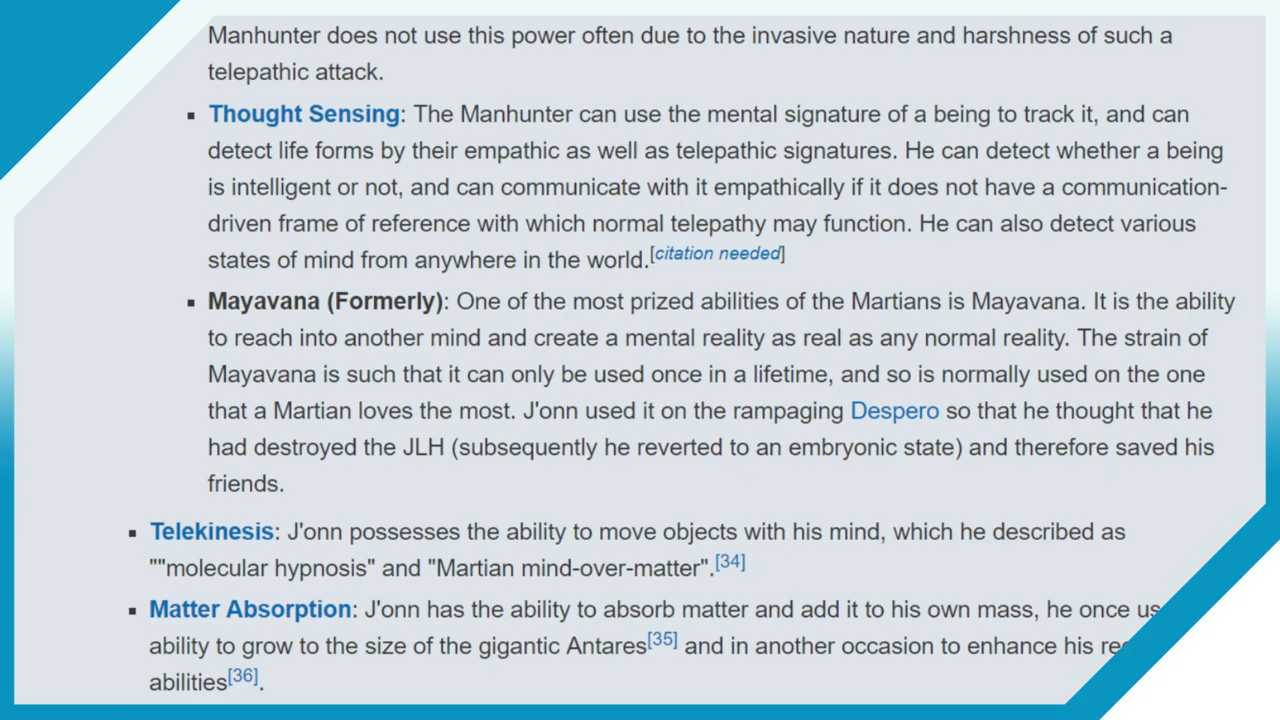 Manhunter does not use this power often due to the invasive nature and harshness of such a
telepathic attack.
▪ Thought Sensing: The Manhunter can use the mental signature of a being to track it, and can
detect life forms by their empathic as well as telepathic signatures. He can detect whether a being
is intelligent or not, and can communicate with it empathically if it does not have a communication-
driven frame of reference with which normal telepathy may function. He can also detect various
states of mind from anywhere in the world.[citation needed]
▪ Mayavana (Formerly): One of the most prized abilities of the Martians is Mayavana. It is the ability
to reach into another mind and create a mental reality as real as any normal reality. The strain of
Mayavana is such that it can only be used once in a lifetime, and so is normally used on the one
that a Martian loves the most. J'onn used it on the rampaging Despero so that he thought that he
had destroyed the JLH (subsequently he reverted to an embryonic state) and therefore saved his
friends.
▪ Telekinesis: J'onn possesses the ability to move objects with his mind, which he described as
""molecular hypnosis" and "Martian mind-over-matter".[34]
▪ Matter Absorption: J'onn has the ability to absorb matter and add it to his own mass, he once
ability to grow to the size of the gigantic Antares[35] and in another occasion to enhance his
abilities[36].